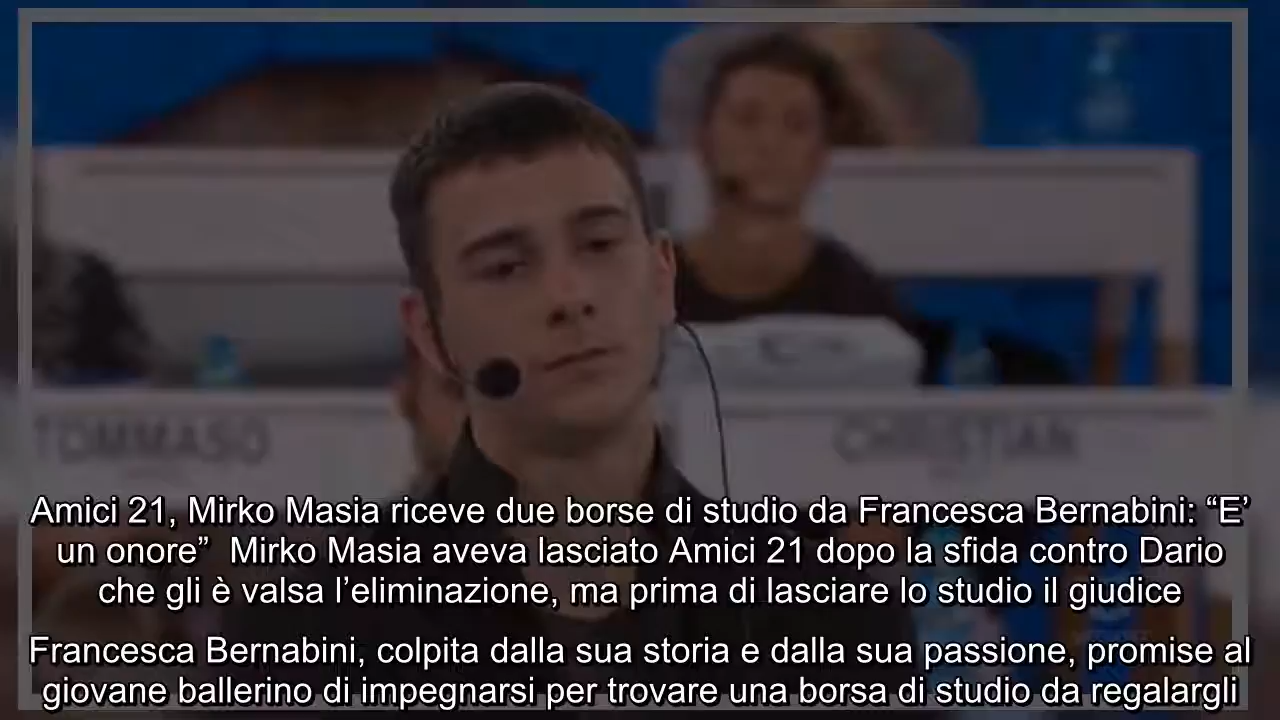 TOMMASO
CHRISTIAN
Amici 21, Mirko Masia riceve due borse di studio da Francesca Bernabini: “E’
un onore”  Mirko Masia aveva lasciato Amici 21 dopo la sfida contro Dario
che gli è valsa l’eliminazione, ma prima di lasciare lo studio il giudice
Francesca Bernabini, colpita dalla sua storia e dalla sua passione, promise al
giovane ballerino di impegnarsi per trovare una borsa di studio da regalargli